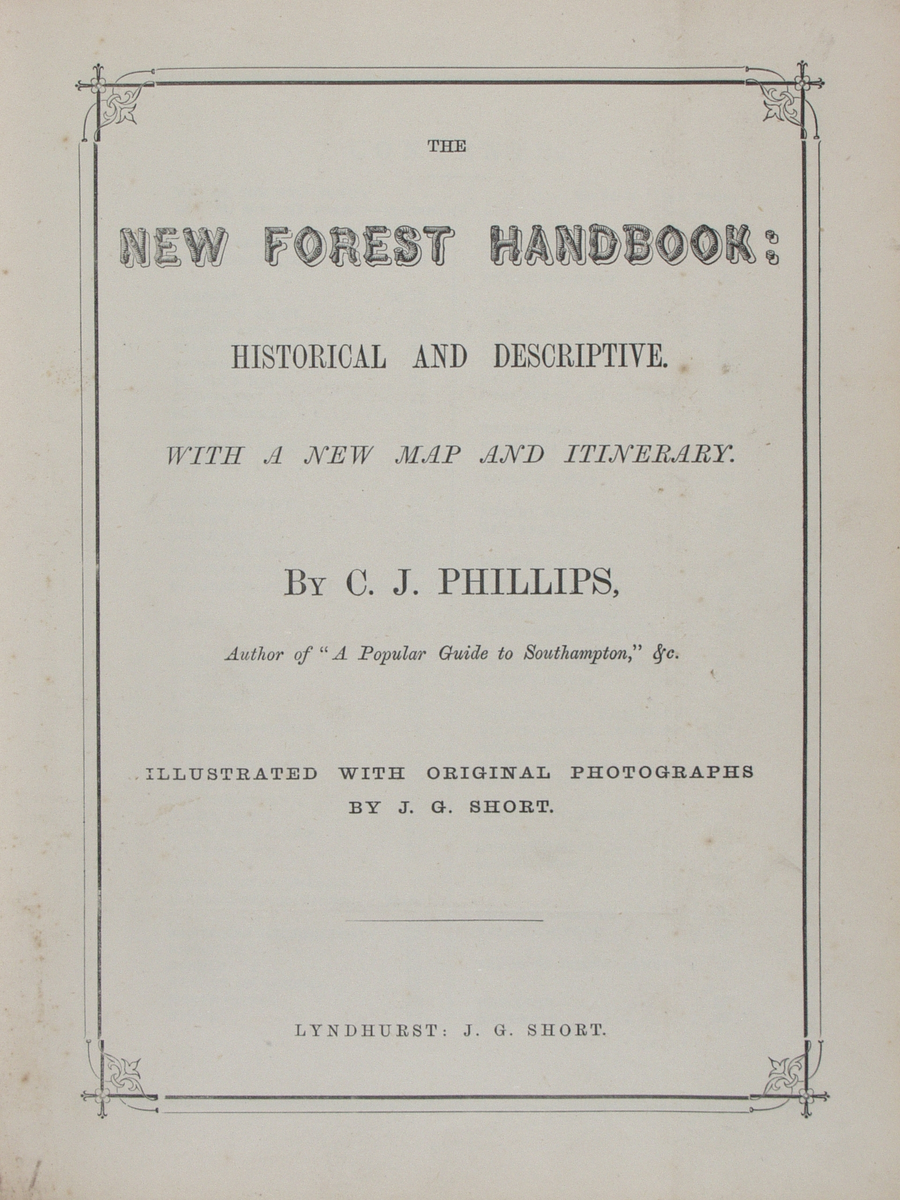 THE
NEW FOREST HANDBOOK:
HISTORICAL AND DESCRIPTIVE.
WITH A NEW MAP AND ITINERARY.
By C. J. PHILLIPS,
Author of “A Popular Guide to Southampton,” &c.
ILLUSTRATED WITH ORIGINAL PHOTOGRAPHS
BY J. G. SHORT.
LYNDHURST: J. G. SHORT.